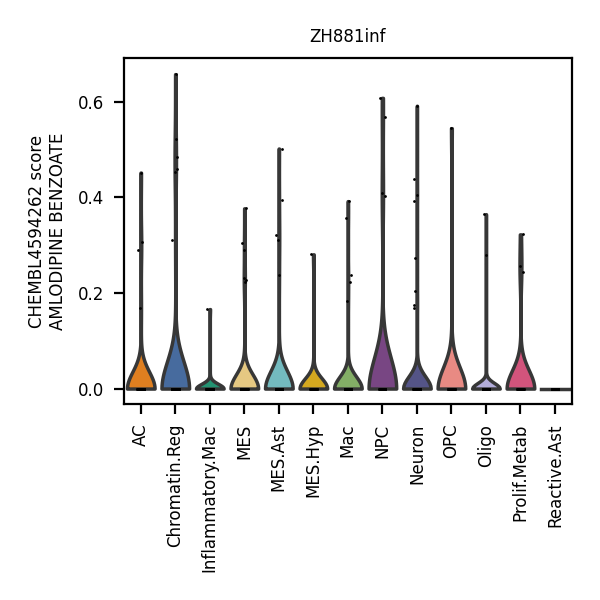 ZH881inf
CHEMBL4594262 score
AMLODIPINE BENZOATE
0.6
0.4
0.2
0.0
AC
Chromatin.Reg
Inflammatory.Mac
MES
MES.Ast
MES.Hyp
Mac
NPC
Neuron
OPC
Oligo
Prolif.Metab
Reactive.Ast